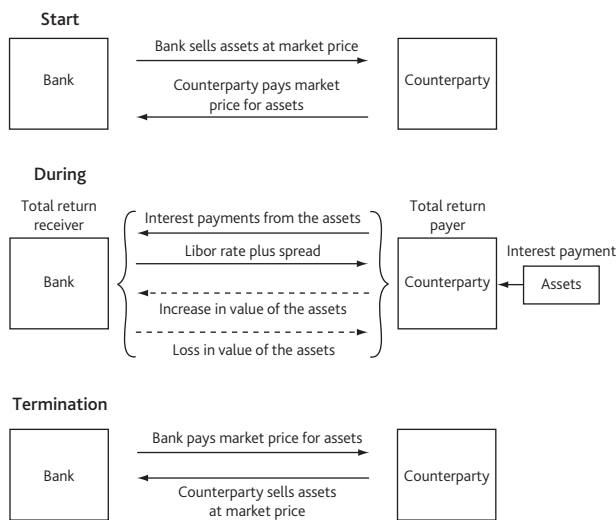 Start
Bank
Bank sells assets at market price
Counterparty pays market
price for assets
Counterparty
During
Total return
receiver
Bank
Interest payments from the assets
Libor rate plus spread
Increase in value of the assets
Loss in value of the assets
Total return
payer
Counterparty
Interest payment
Assets
Termination
Bank
Bank pays market price for assets
Counterparty sells assets
at market price
Counterparty